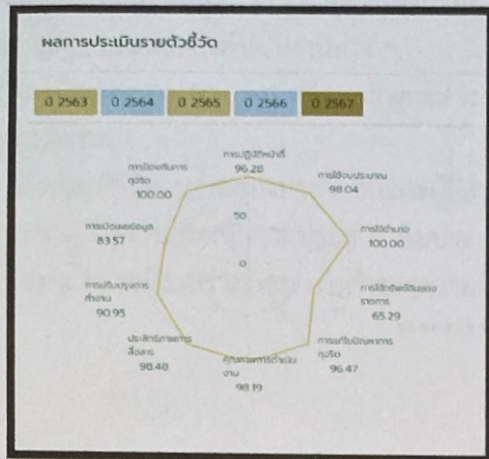 ผลการประเมินรายตัวชี้วัด
ปี 2563 ปี 2564 ปี 2565 ปี 2566 ปี 2567
การปฏิบัติหน้าที่
96.28
การใช้งบประมาณ
98.04
การใช้อำนาจ
100.00
การใช้ทรัพย์สินของ
ราชการ
65.29
การแก้ไขปัญหาการ
ทุจริต
96.47
คุณภาพการดำเนิน
งาน
98.19
ประสิทธิภาพการ
สื่อสาร
98.48
การปรับปรุงการ
ทำงาน
90.95
การเปิดเผยข้อมูล
83.57
การป้องกันการ
ทุจริต
100.00
50
0